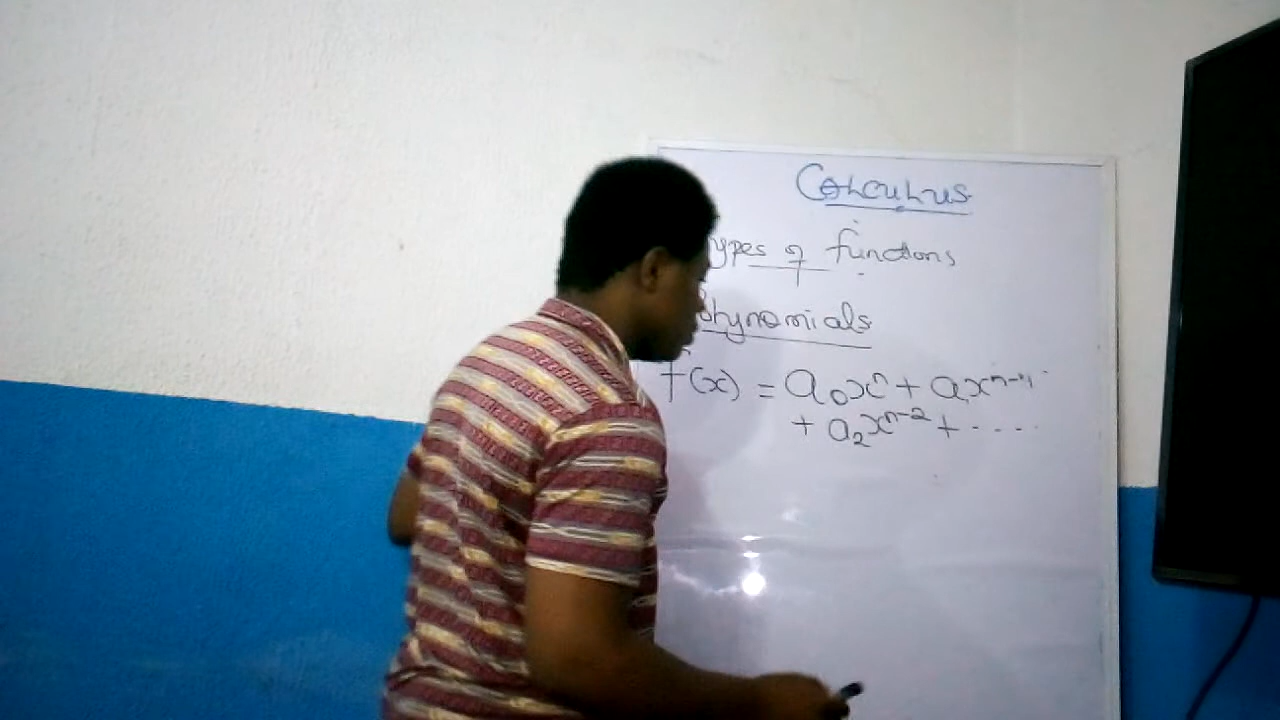 Calculus
ypes of functions
olynomials
f(x) = a₀xⁿ + a₁xⁿ⁻¹
+ a₂xⁿ⁻² + ....